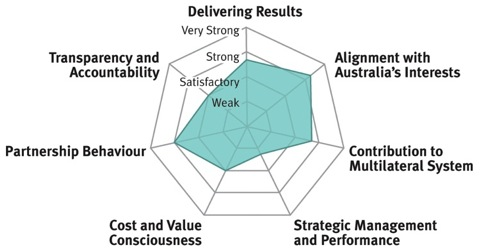 Delivering Results
Very Strong
Strong
Satisfactory
Weak
Transparency and
Accountability
Alignment with
Australia’s Interests
Partnership Behaviour
Contribution to
Multilateral System
Cost and Value
Consciousness
Strategic Management
and Performance